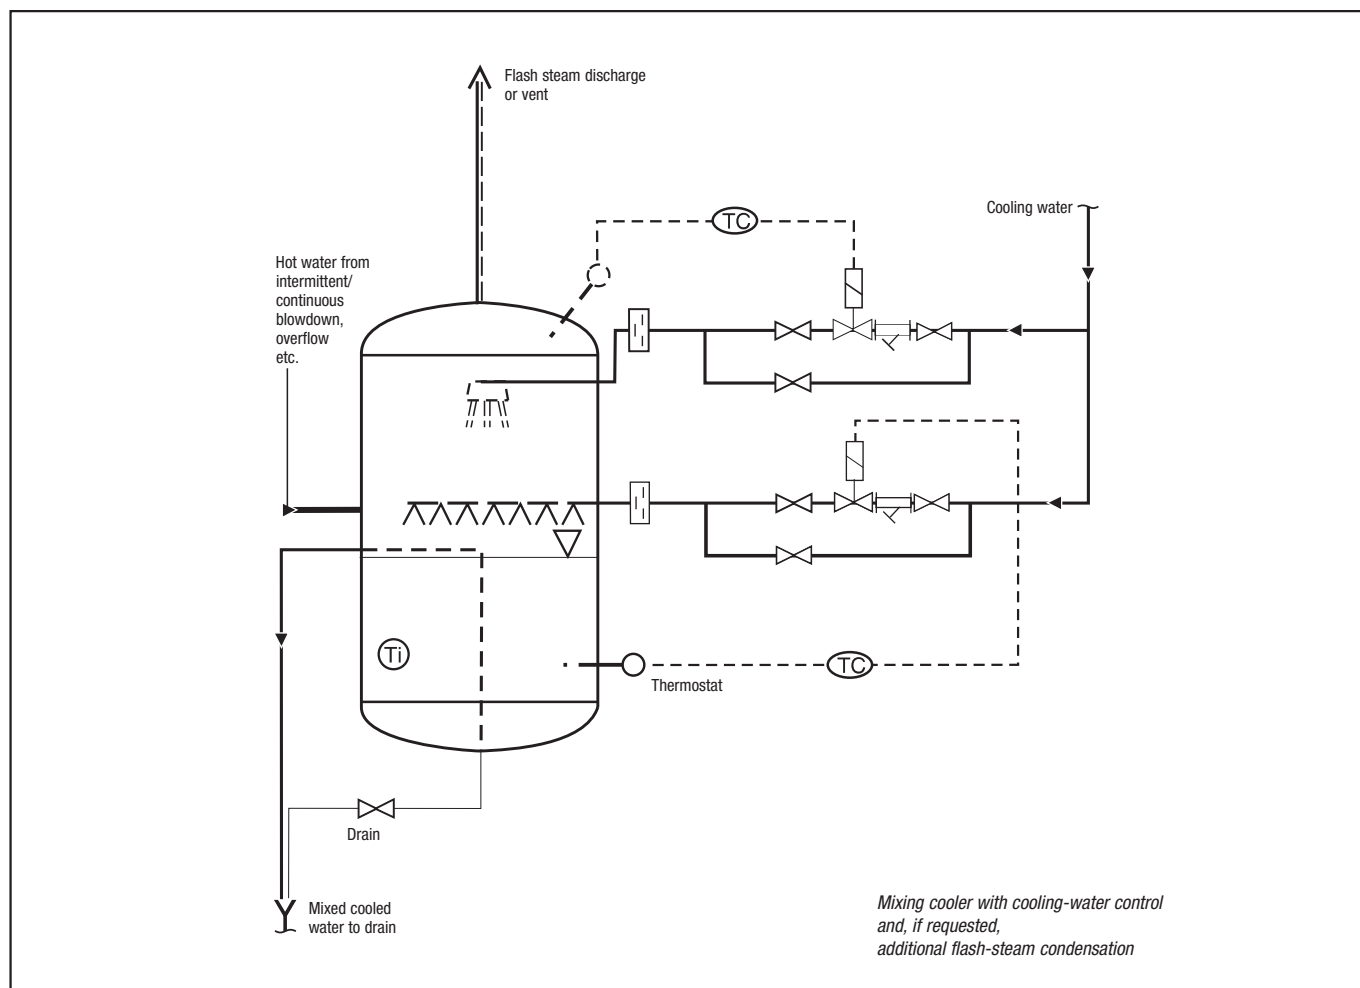 Flash steam discharge
or vent
Cooling water
TC
Hot water from
intermittent/
continuous
blowdown,
overflow
etc.
Ti
TC
Thermostat
Drain
Mixed cooled
water to drain
Mixing cooler with cooling-water control
and, if requested,
additional flash-steam condensation